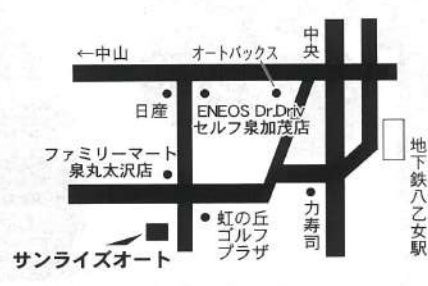 ←中山
オートバックス
中央
日産
ENEOS Dr.Driv
セルフ泉加茂店
ファミリーマート
泉丸太沢店
地下鉄八乙女駅
虹の丘
ゴルフ
プラザ
力寿司
サンライズオート